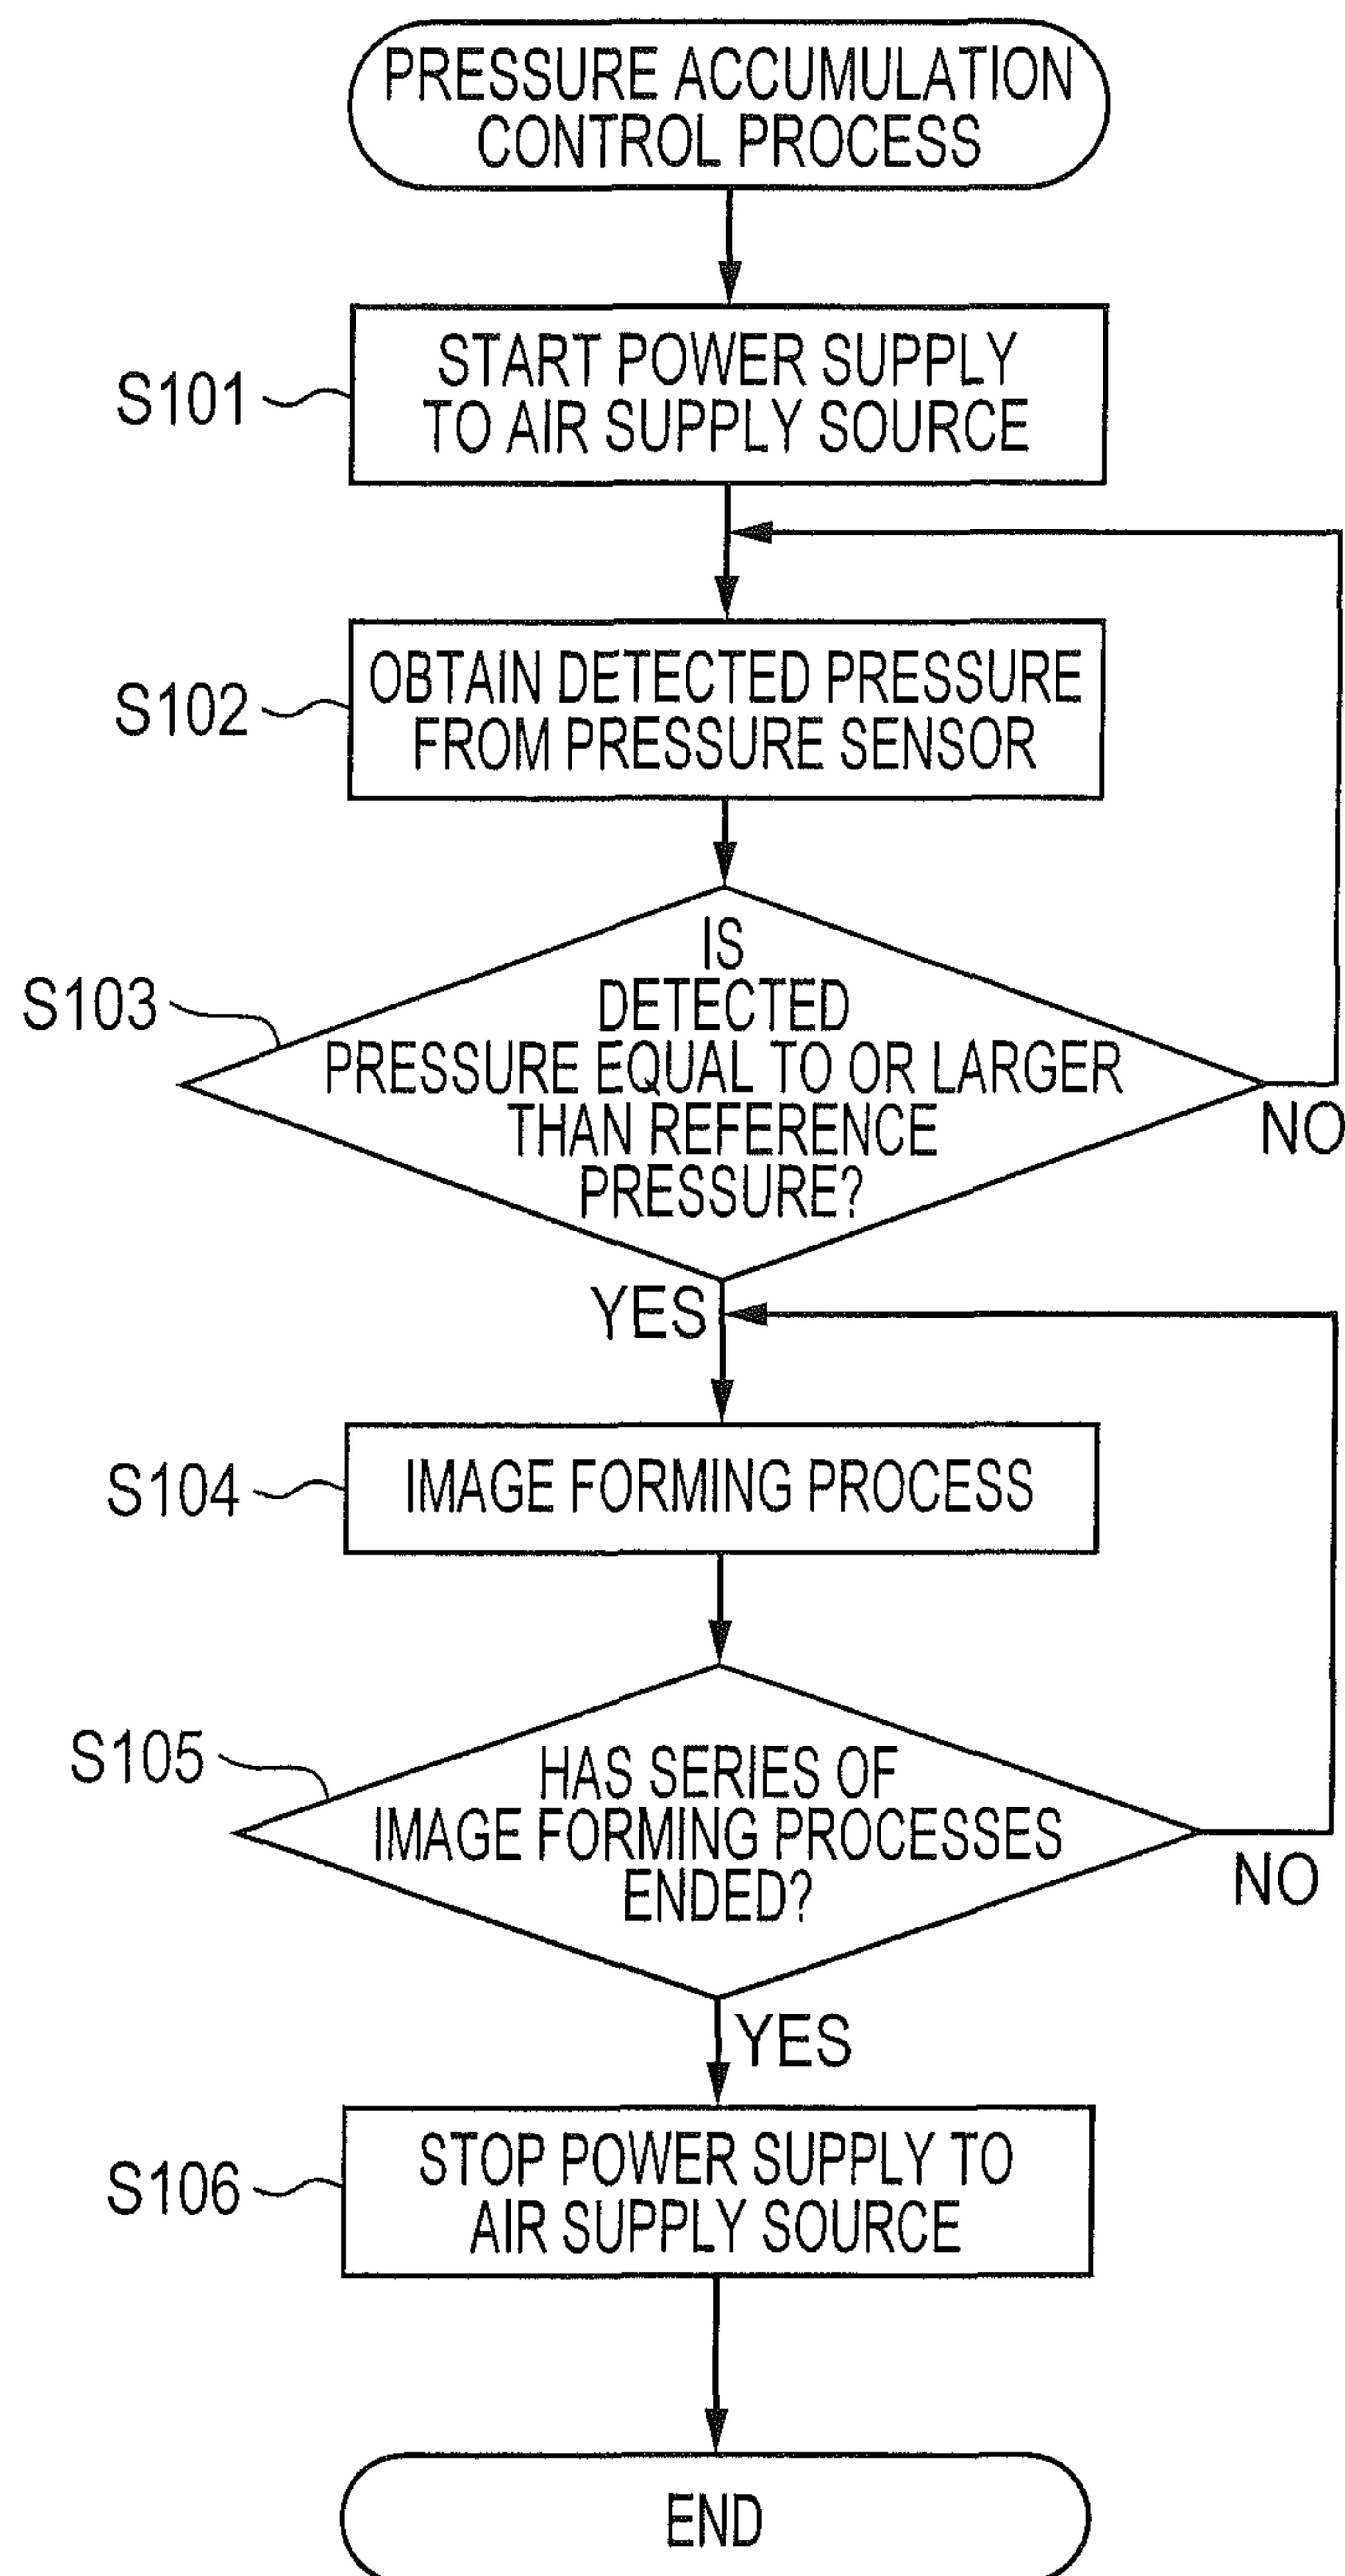 PRESSURE ACCUMULATION
CONTROL PROCESS
S101
START POWER SUPPLY
TO AIR SUPPLY SOURCE
S102
OBTAIN DETECTED PRESSURE
FROM PRESSURE SENSOR
S103
IS
DETECTED
PRESSURE EQUAL TO OR LARGER
THAN REFERENCE
PRESSURE?
NO
YES
S104
IMAGE FORMING PROCESS
S105
HAS SERIES OF
IMAGE FORMING PROCESSES
ENDED?
NO
YES
S106
STOP POWER SUPPLY TO
AIR SUPPLY SOURCE
END